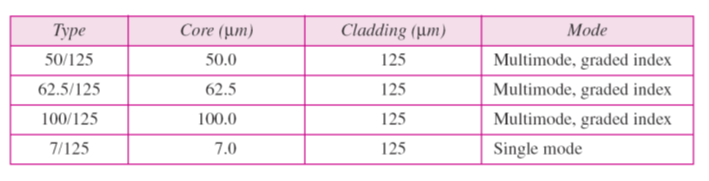 Type Core (μm) Cladding (μm) Mode
50/125 50.0 125 Multimode, graded index
62.5/125 62.5 125 Multimode, graded index
100/125 100.0 125 Multimode, graded index
7/125 7.0 125 Single mode